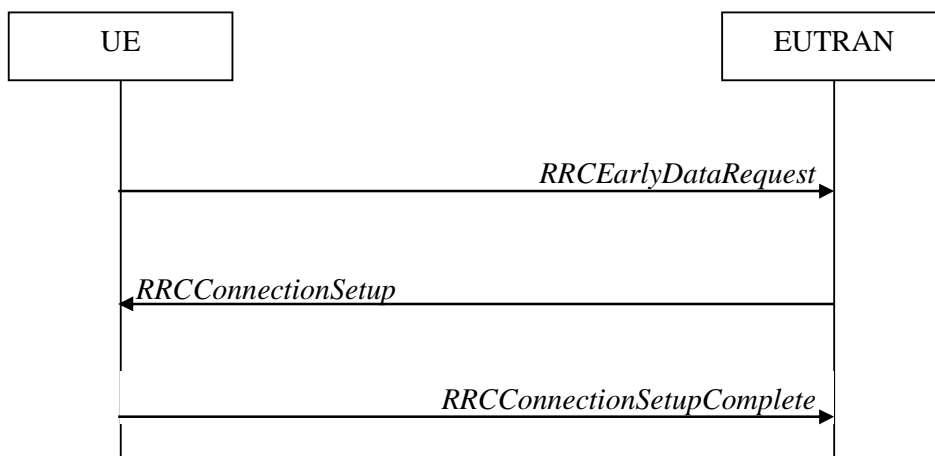 UE
EUTRAN
RRCEarlyDataRequest
RRCConnectionSetup
RRCConnectionSetupComplete